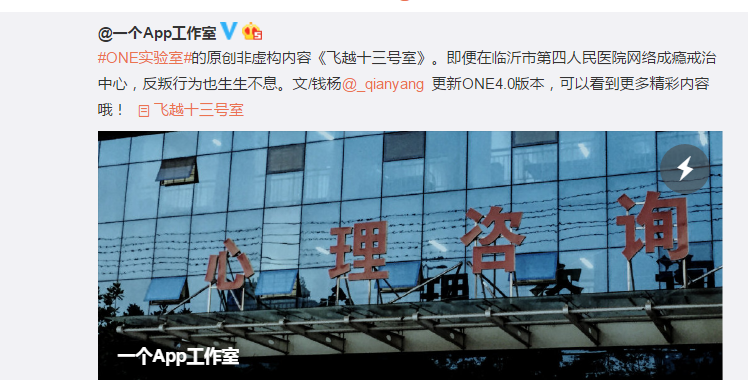 @一个App工作室
#ONE实验室#的原创非虚构内容《飞越十三号室》。即便在临沂市第四人民医院网络成瘾戒治
中心，反叛行为也生生不息。文/钱杨@_qianyang 更新ONE4.0版本，可以看到更多精彩内容
哦！ 飞越十三号室
心理咨询
一个App工作室